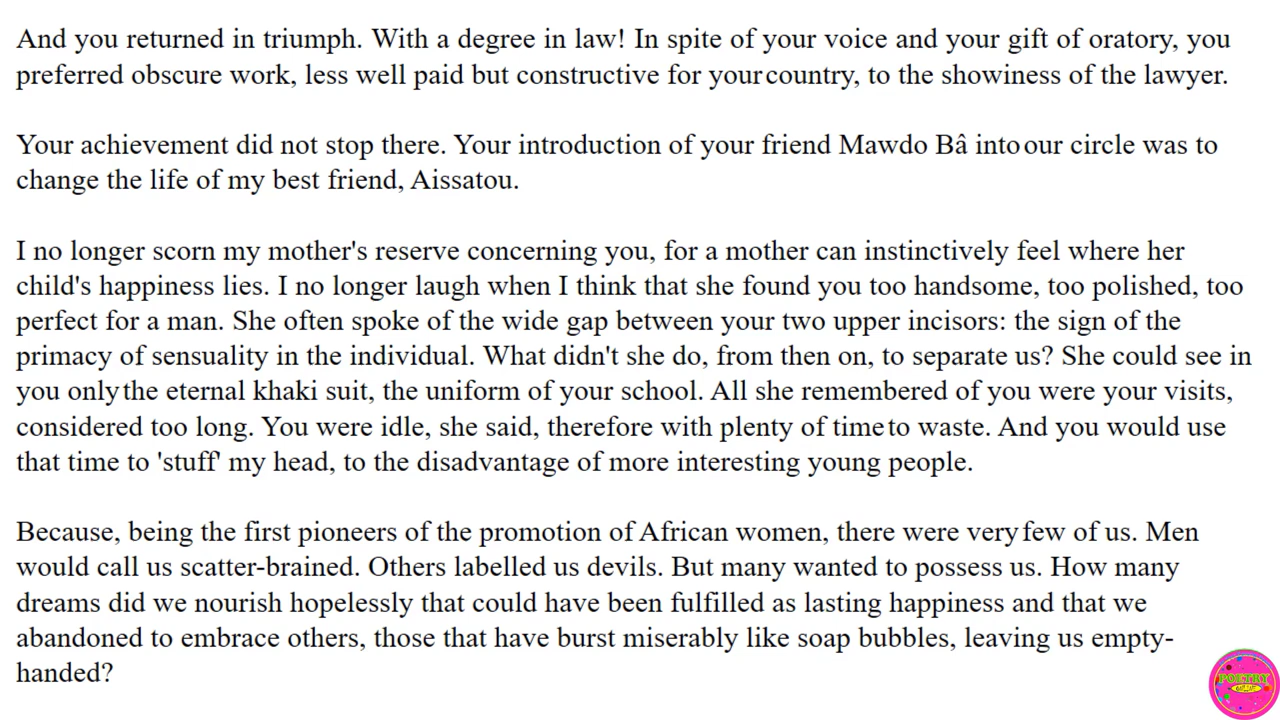 And you returned in triumph. With a degree in law! In spite of your voice and your gift of oratory, you
preferred obscure work, less well paid but constructive for your country, to the showiness of the lawyer.
Your achievement did not stop there. Your introduction of your friend Mawdo Bâ into our circle was to
change the life of my best friend, Aissatou.
I no longer scorn my mother's reserve concerning you, for a mother can instinctively feel where her
child's happiness lies. I no longer laugh when I think that she found you too handsome, too polished, too
perfect for a man. She often spoke of the wide gap between your two upper incisors: the sign of the
primacy of sensuality in the individual. What didn't she do, from then on, to separate us? She could see in
you only the eternal khaki suit, the uniform of your school. All she remembered of you were your visits,
considered too long. You were idle, she said, therefore with plenty of time to waste. And you would use
that time to 'stuff' my head, to the disadvantage of more interesting young people.
Because, being the first pioneers of the promotion of African women, there were very few of us. Men
would call us scatter-brained. Others labelled us devils. But many wanted to possess us. How many
dreams did we nourish hopelessly that could have been fulfilled as lasting happiness and that we
abandoned to embrace others, those that have burst miserably like soap bubbles, leaving us empty-
handed?
POETRY